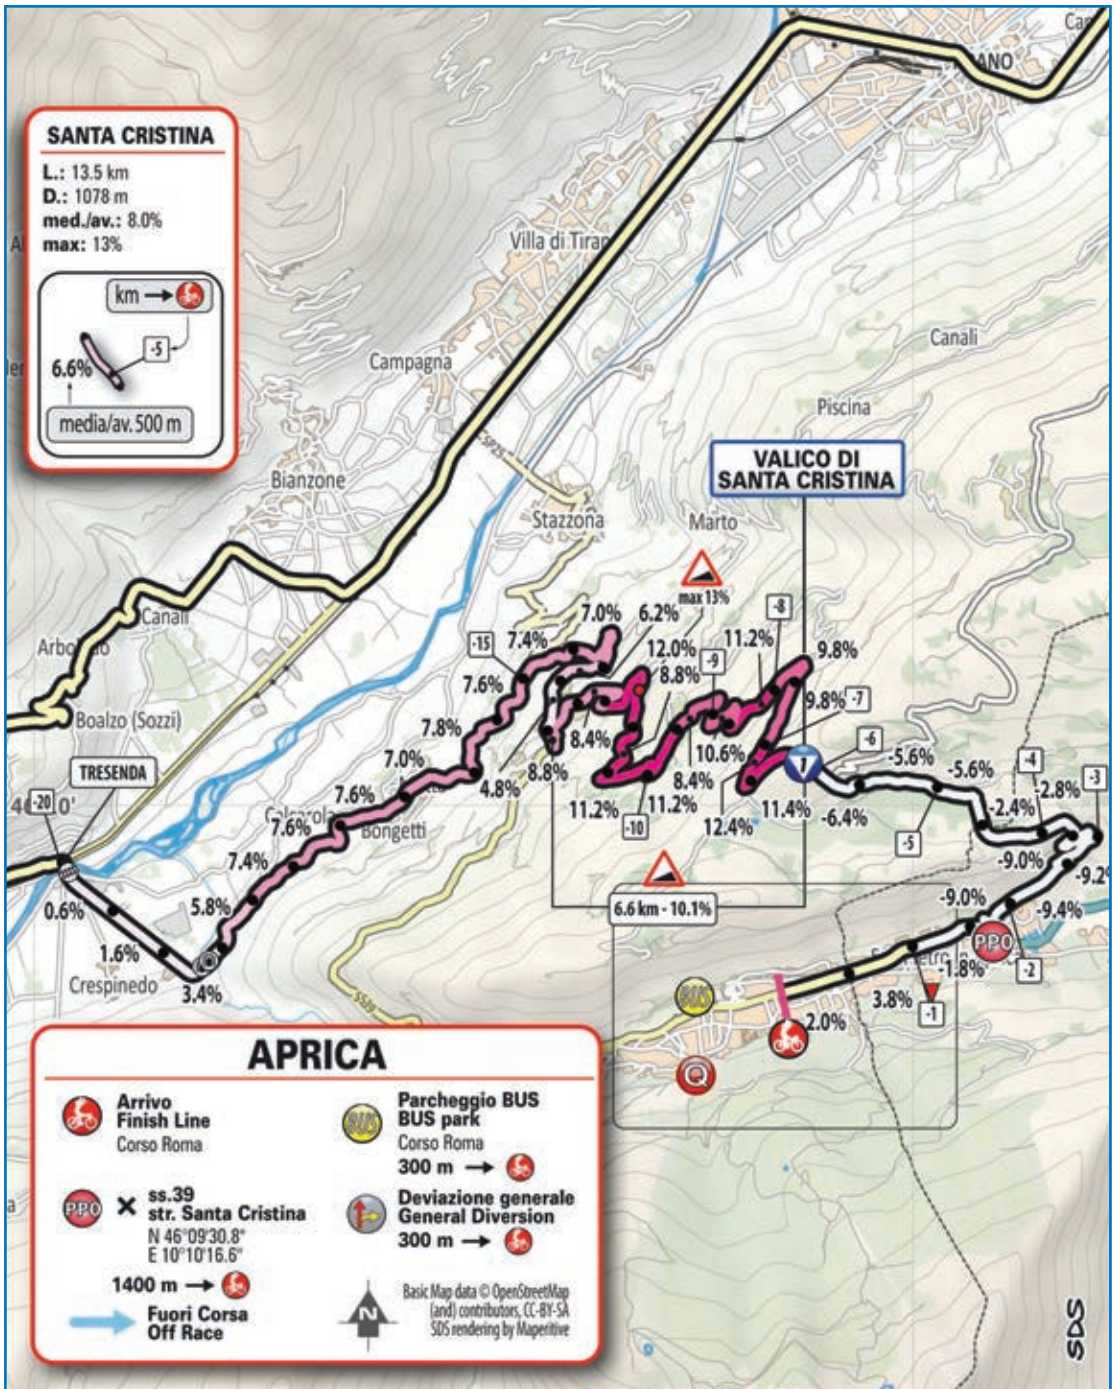 SANTA CRISTINA
L.: 13.5 km
D.: 1078 m
med./av.: 8.0%
max: 13%
km
-5
6.6%
media/av. 500 m
Villa di Tiran
Campagna
Canali
Piscina
SP25
VALICO DI
SANTA CRISTINA
Bianzone
Stazzona
Marto
max 13%
Canali
7.0%
6.2%
-8
-15
7.4%
12.0%
-9
11.2%
9.8%
8.8%
7.6%
9.8%
-7
Boalzo (Sozzi)
7.8%
8.4%
10.6%
-6
-5.6%
TRESENDA
7.0%
1
-5.6%
-4
-2.8%
-3
-20
7.6%
4.8%
8.8%
8.4%
11.2%
11.2%
11.4%
-2.4%
7.6%
Bongetti
-10
12.4%
-6.4%
-5
7.4%
-9.0%
-9.2%
0.6%
5.8%
6.6 km - 10.1%
-9.0%
-9.4%
1.6%
PPO
Crespinedo
3.4%
-1.8%
-2
SS39
BUS
3.8%
-1
2.0%
Q
APRICA
Arrivo
Finish Line
Corso Roma
PPO
ss.39
str. Santa Cristina
N 46°09'30.8"
E 10°10'16.6"
1400 m
Fuori Corsa
Off Race
BUS
Parcheggio BUS
BUS park
Corso Roma
300 m
Deviazione generale
General Diversion
300 m
N
Basic Map data © OpenStreetMap
(and) contributors, CC-BY-SA
SDS rendering by Maperitive
SDS